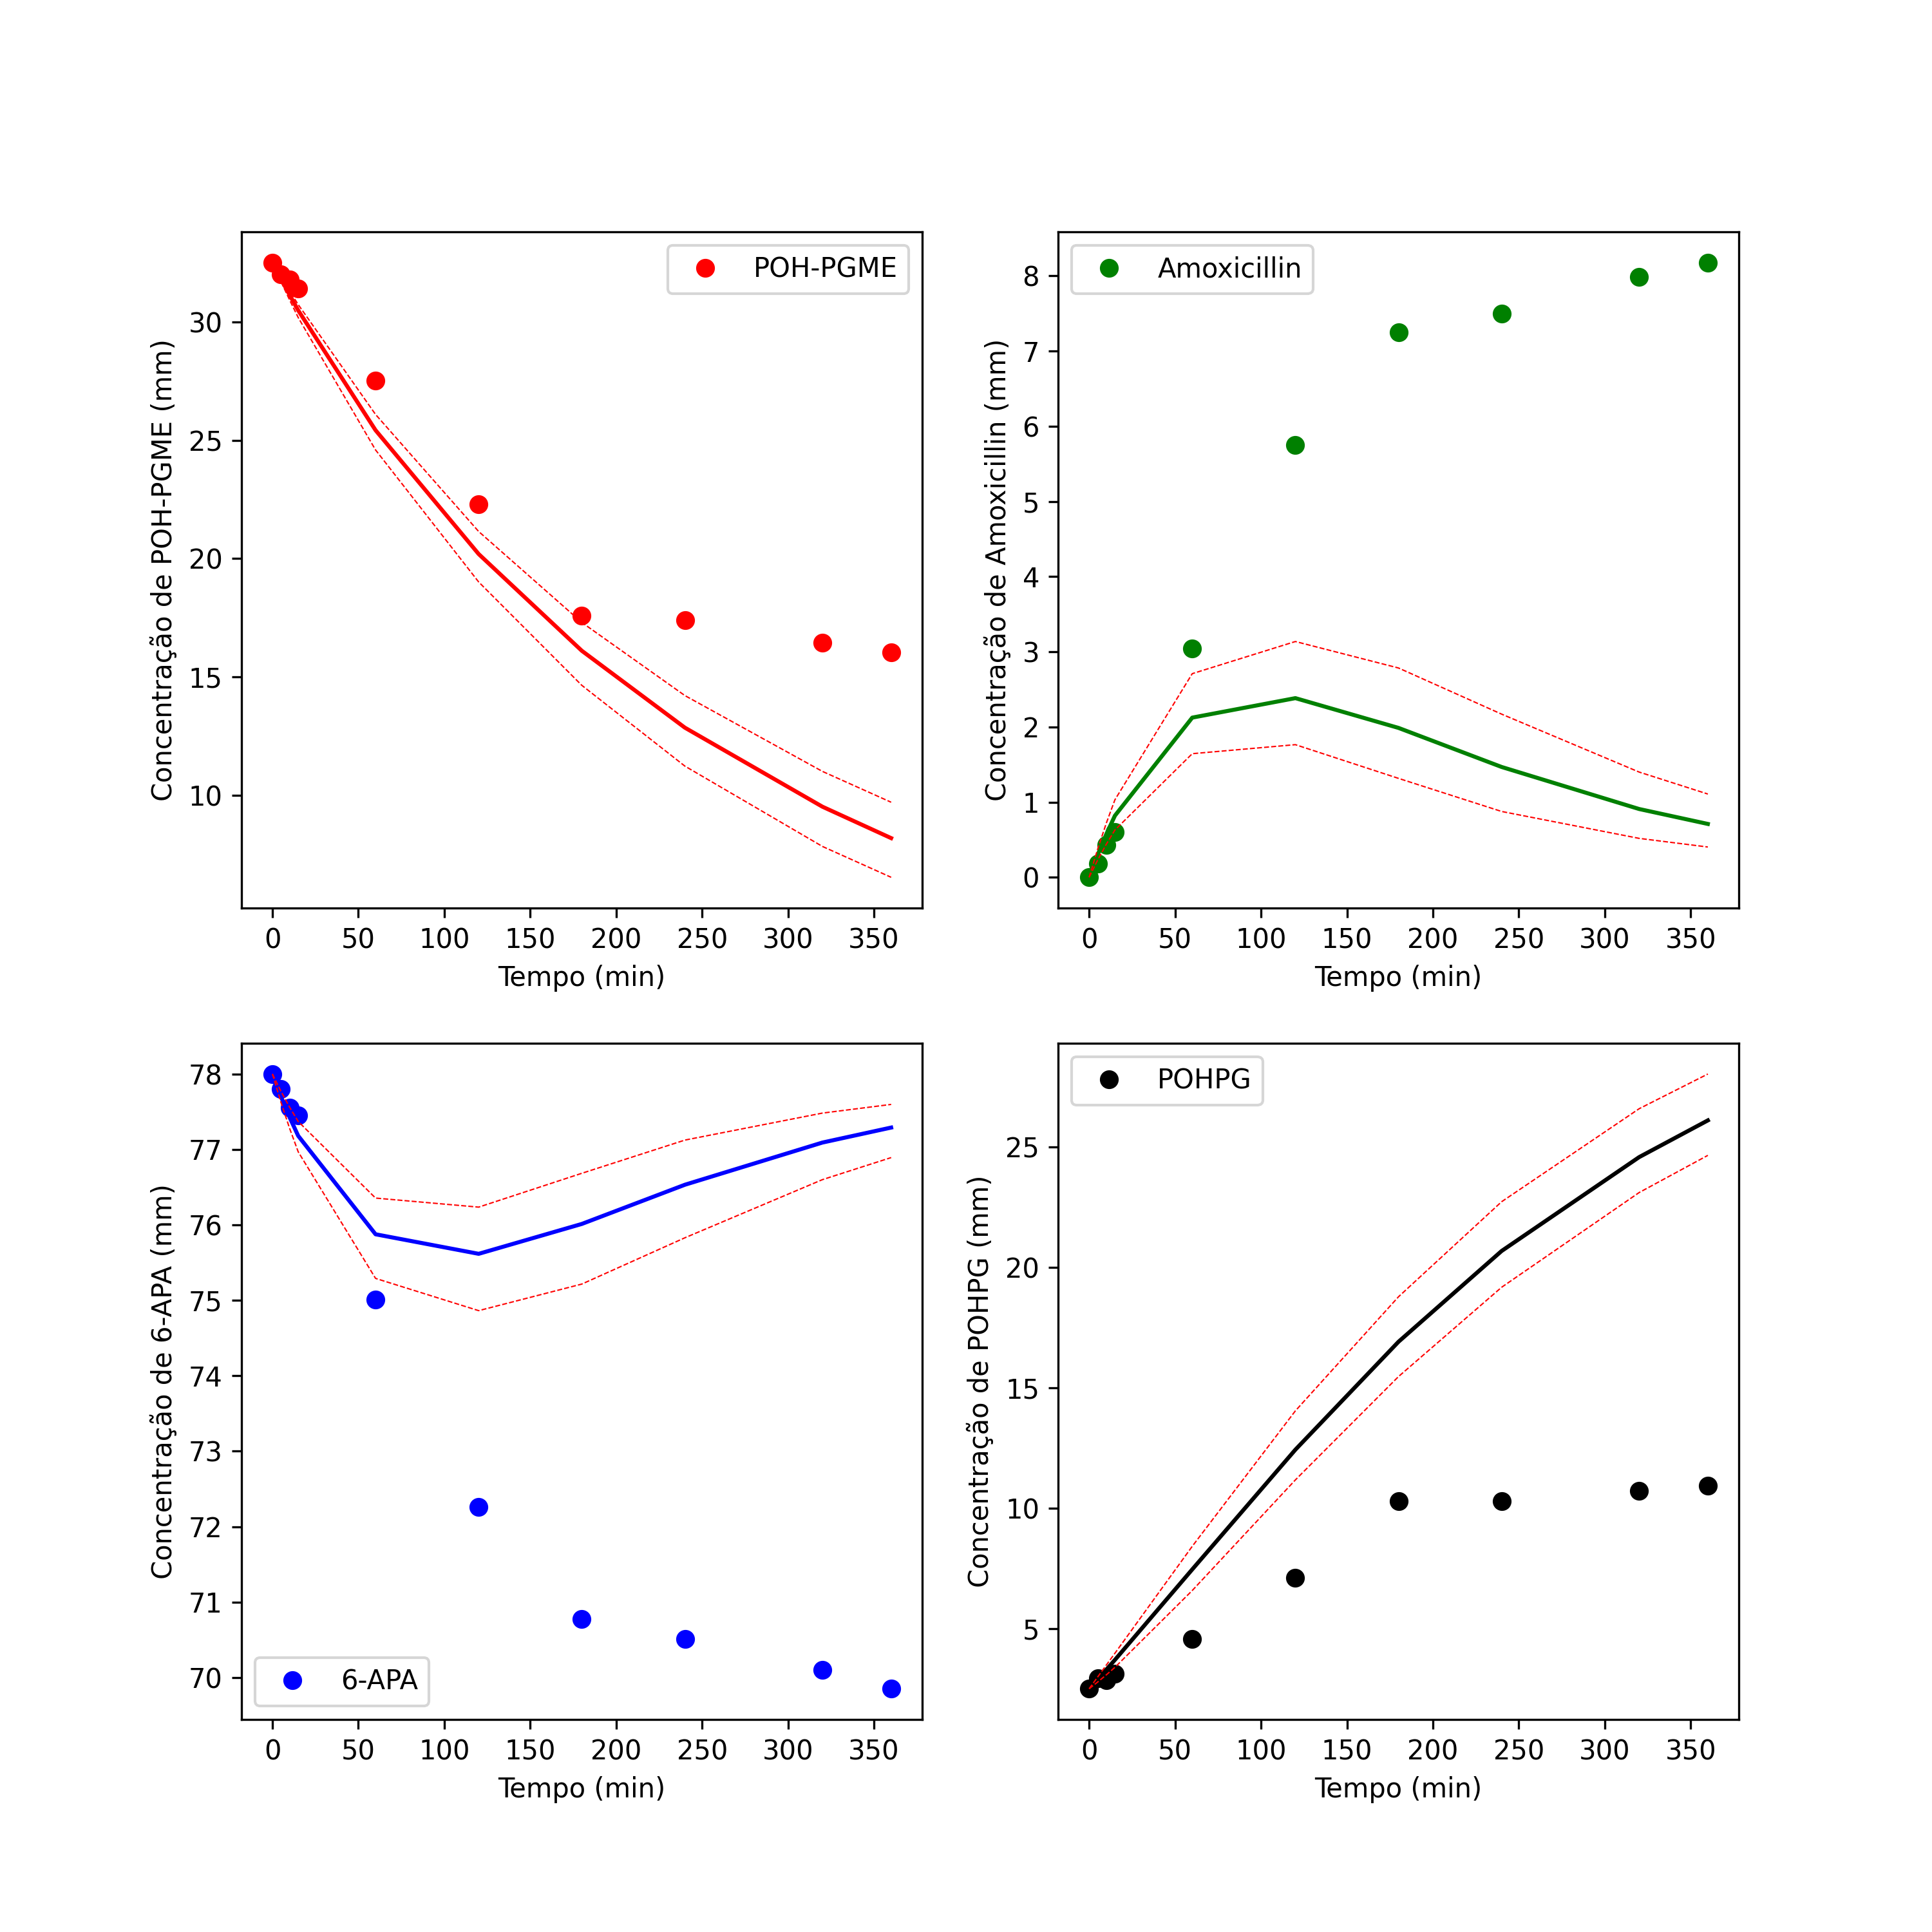 POH-PGME
Concentração de POH-PGME (mm)
30
25
20
15
10
0 50 100 150 200 250 300 350
Tempo (min)
Amoxicillin
Concentração de Amoxicillin (mm)
8
7
6
5
4
3
2
1
0
0 50 100 150 200 250 300 350
Tempo (min)
6-APA
Concentração de 6-APA (mm)
78
77
76
75
74
73
72
71
70
0 50 100 150 200 250 300 350
Tempo (min)
POHPG
Concentração de POHPG (mm)
25
20
15
10
5
0 50 100 150 200 250 300 350
Tempo (min)